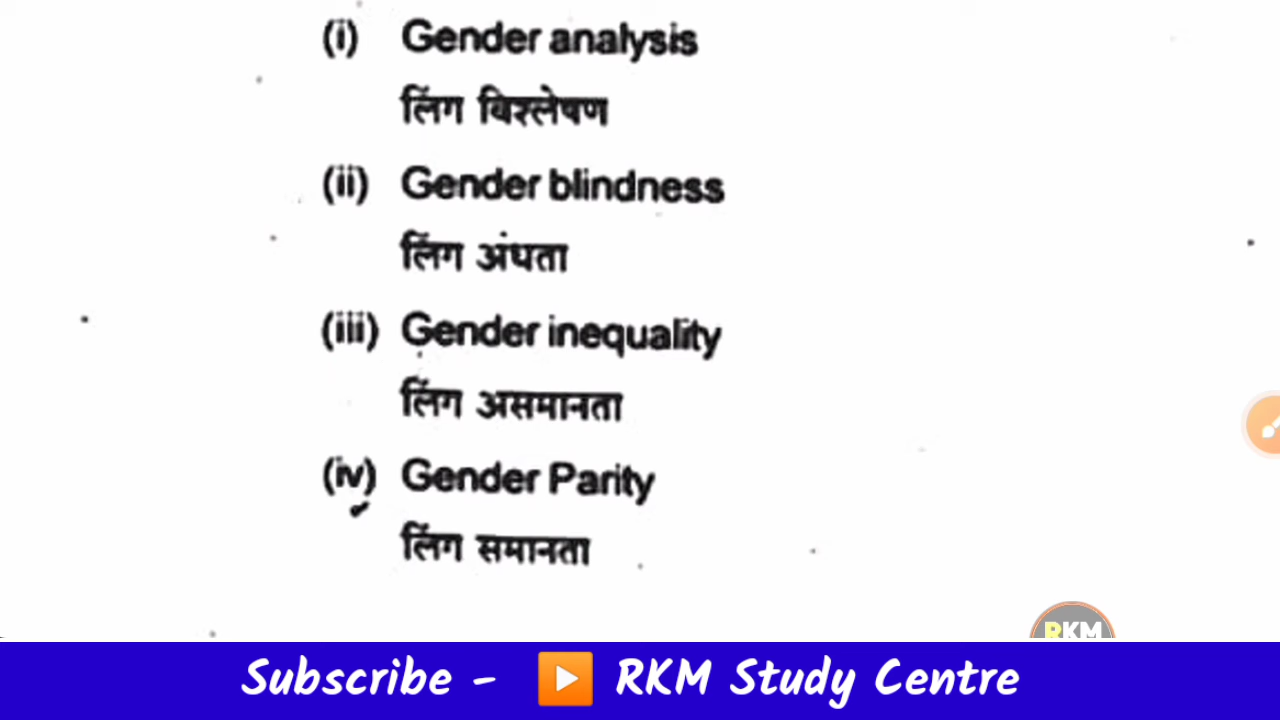 (i) Gender analysis
लिंग विश्लेषण
(ii) Gender blindness
लिंग अंधता
(iii) Gender inequality
लिंग असमानता
(iv) Gender Parity
लिंग समानता
RKM
Subscribe - RKM Study Centre